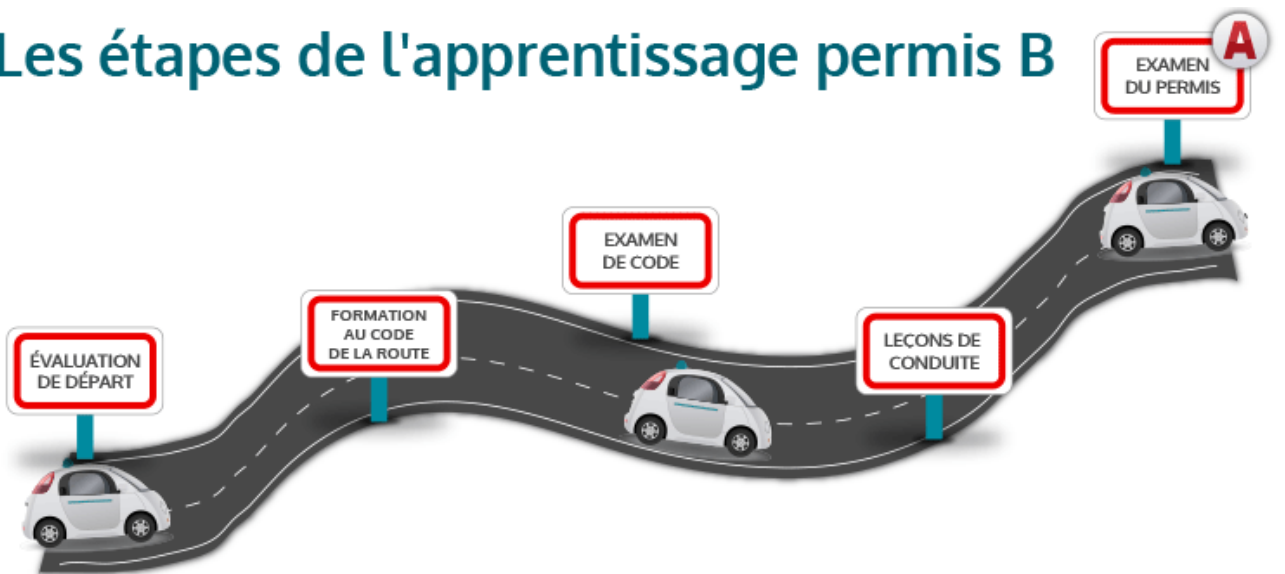 Les étapes de l'apprentissage permis B
EXAMEN
DU PERMIS
A
EXAMEN
DE CODE
FORMATION
AU CODE
DE LA ROUTE
LEÇONS DE
CONDUITE
ÉVALUATION
DE DÉPART